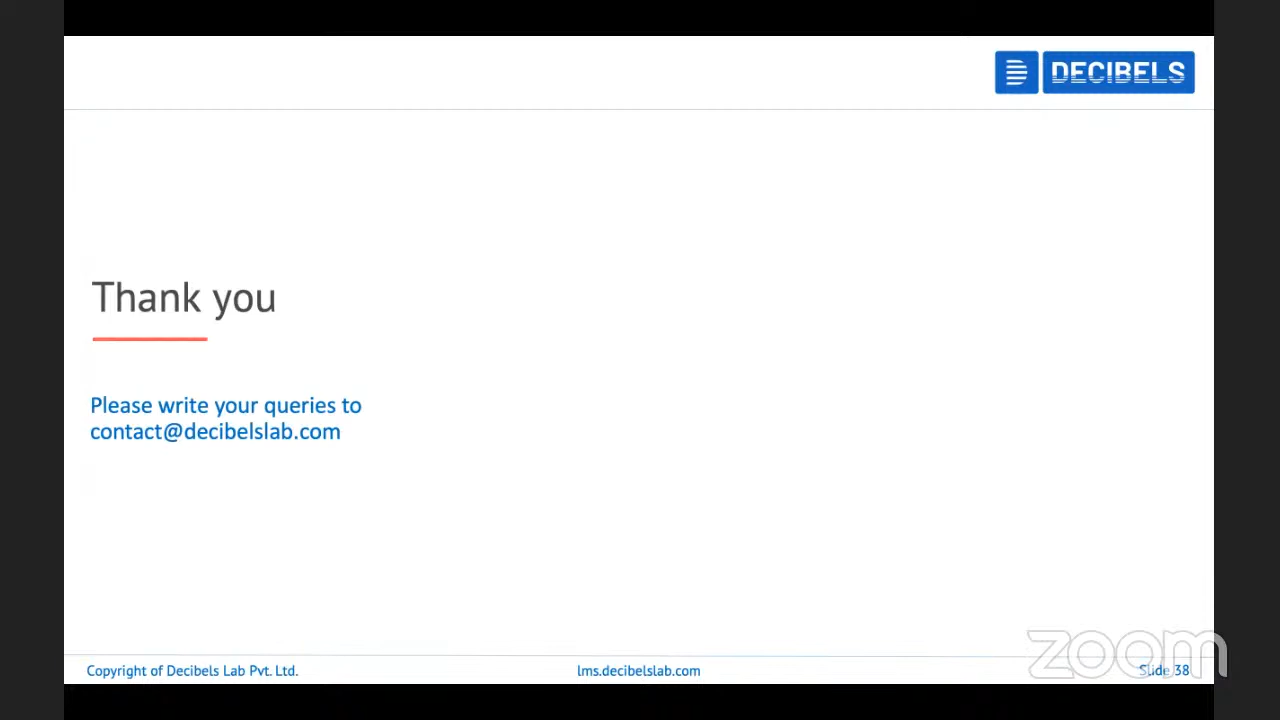 DECIBELS
Thank you
Please write your queries to
contact@decibelslab.com
Copyright of Decibels Lab Pvt. Ltd.
lms.decibelslab.com
Slide 38
zoom